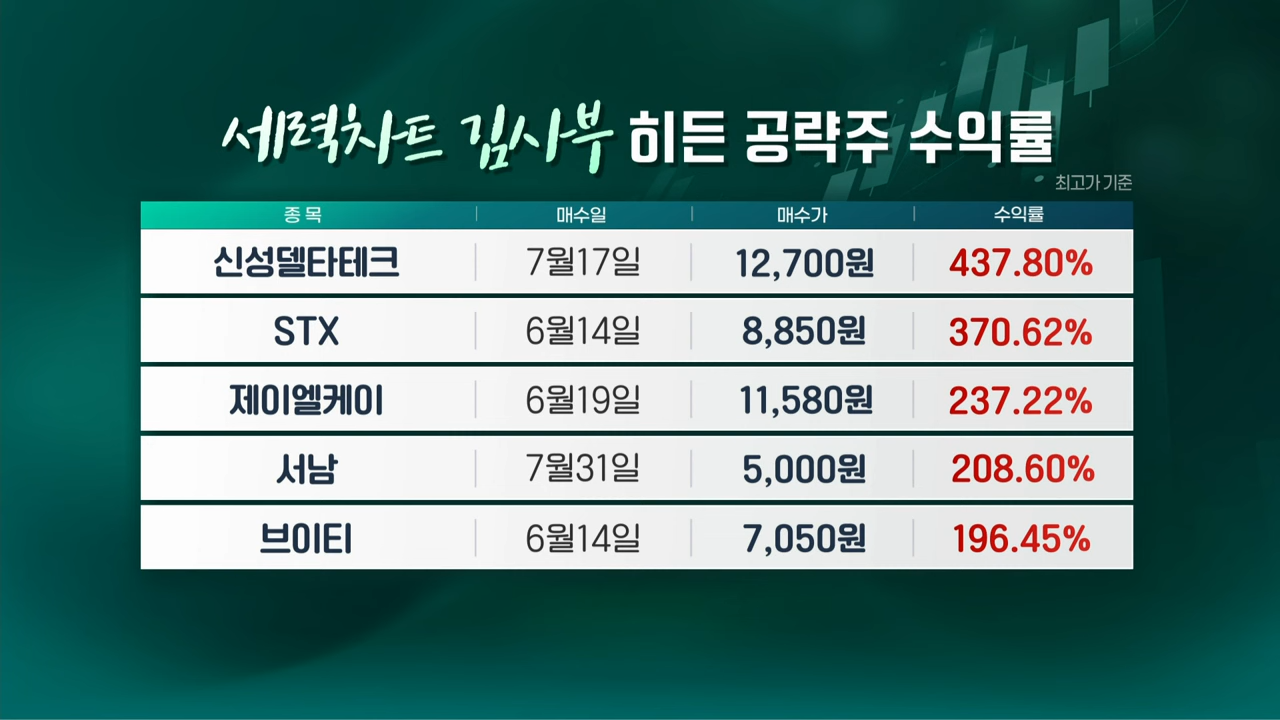 세력차트 김사부 히든 공략주 수익률
최고가 기준
종목 매수일 매수가 수익률
신성델타테크 7월17일 12,700원 437.80%
STX 6월14일 8,850원 370.62%
제이엘케이 6월19일 11,580원 237.22%
서남 7월31일 5,000원 208.60%
브이티 6월14일 7,050원 196.45%